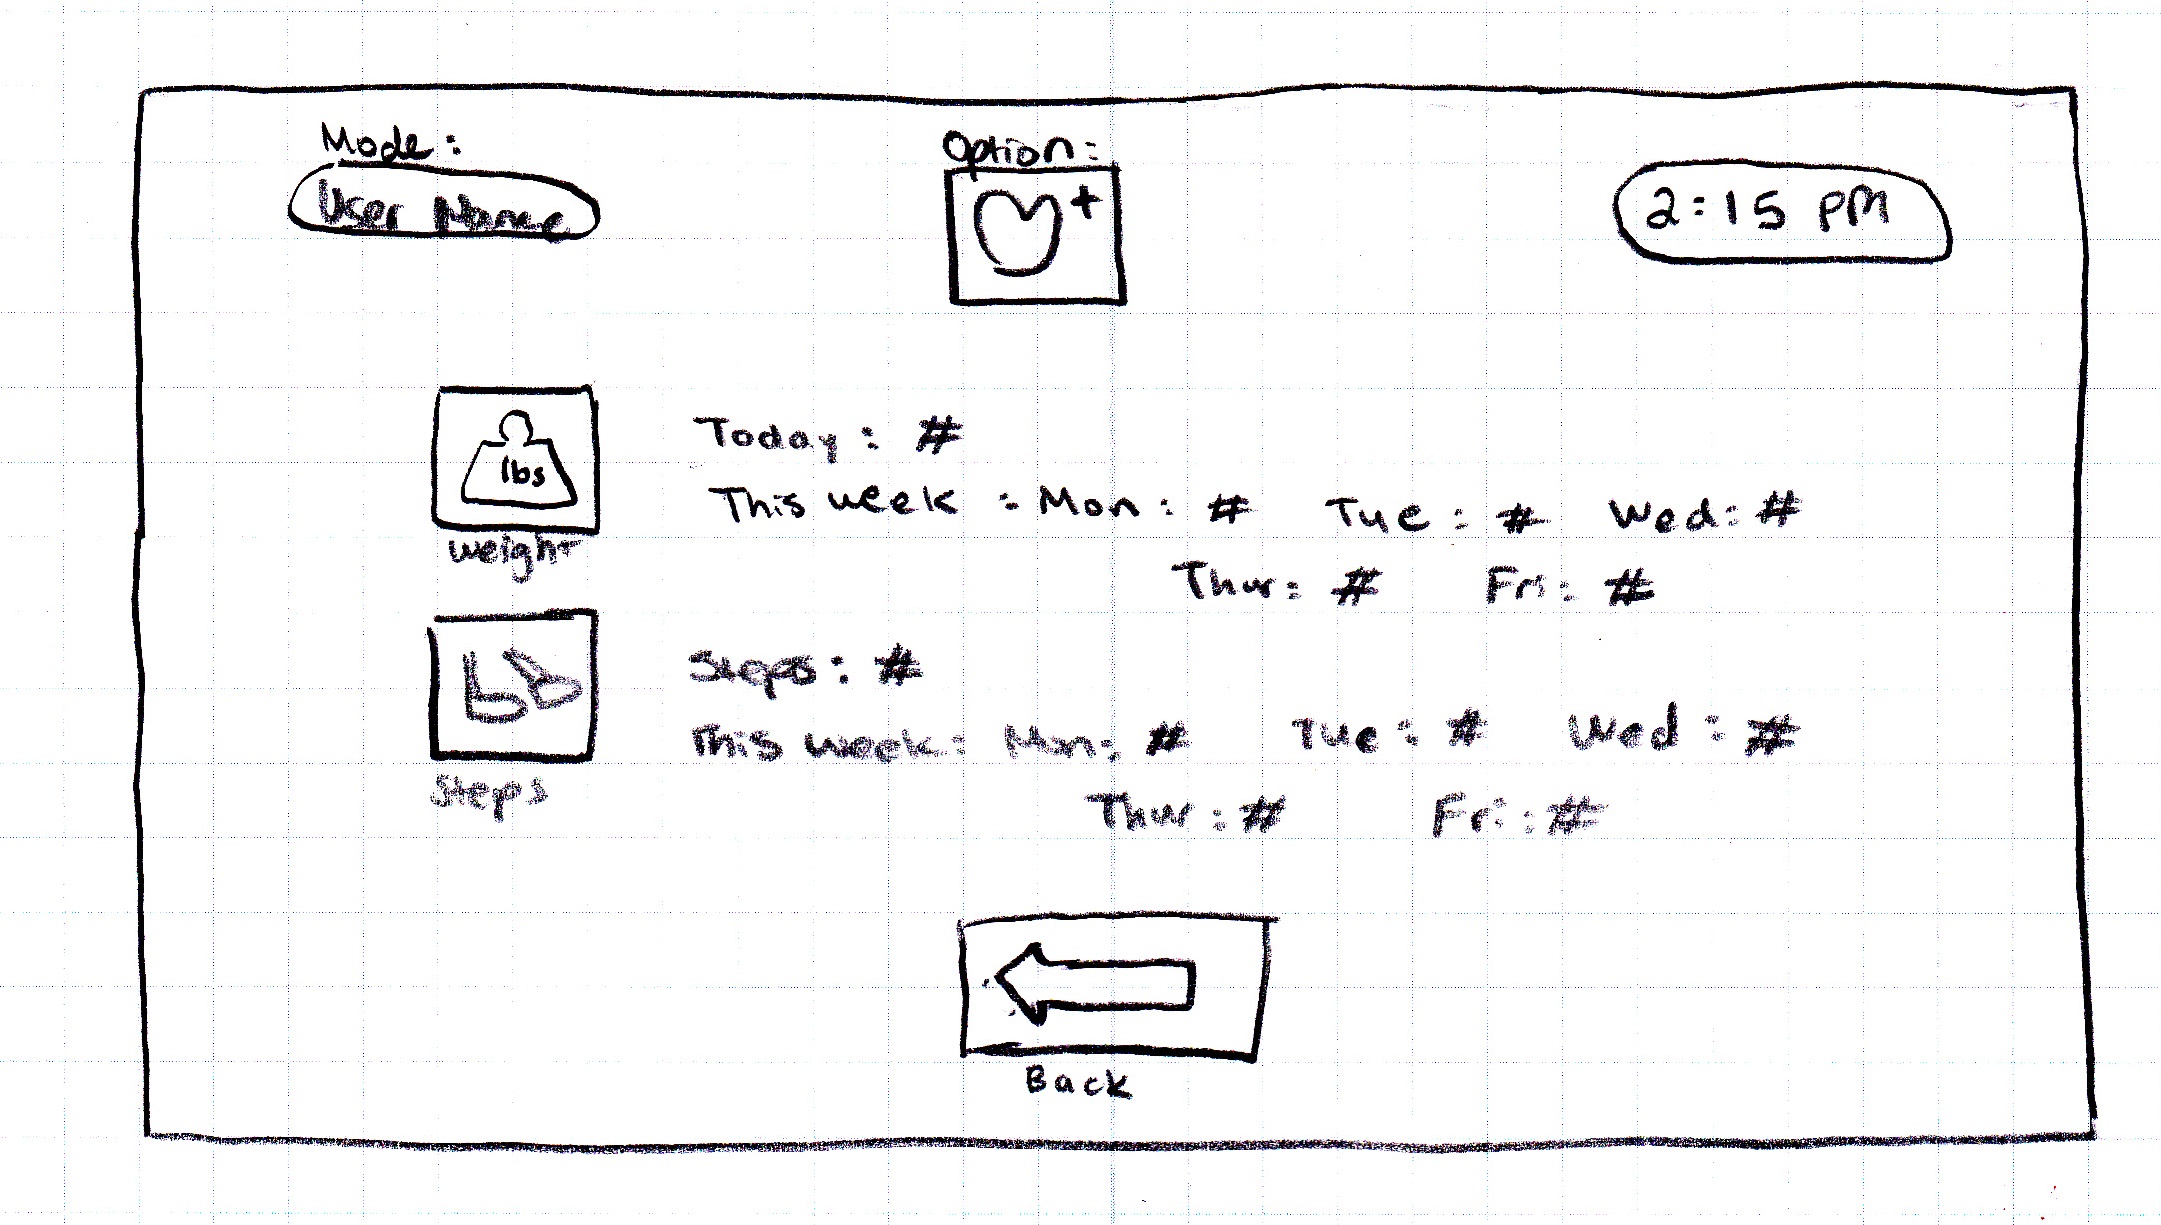 Mode:
User Name
Option:
2:15 PM
lbs
weight
Today: #
This week: Mon: # Tue: # Wed: #
Thur: # Fri: #
Steps
Steps: #
This week: Mon: # Tue: # Wed: #
Thur: # Fri: #
Back